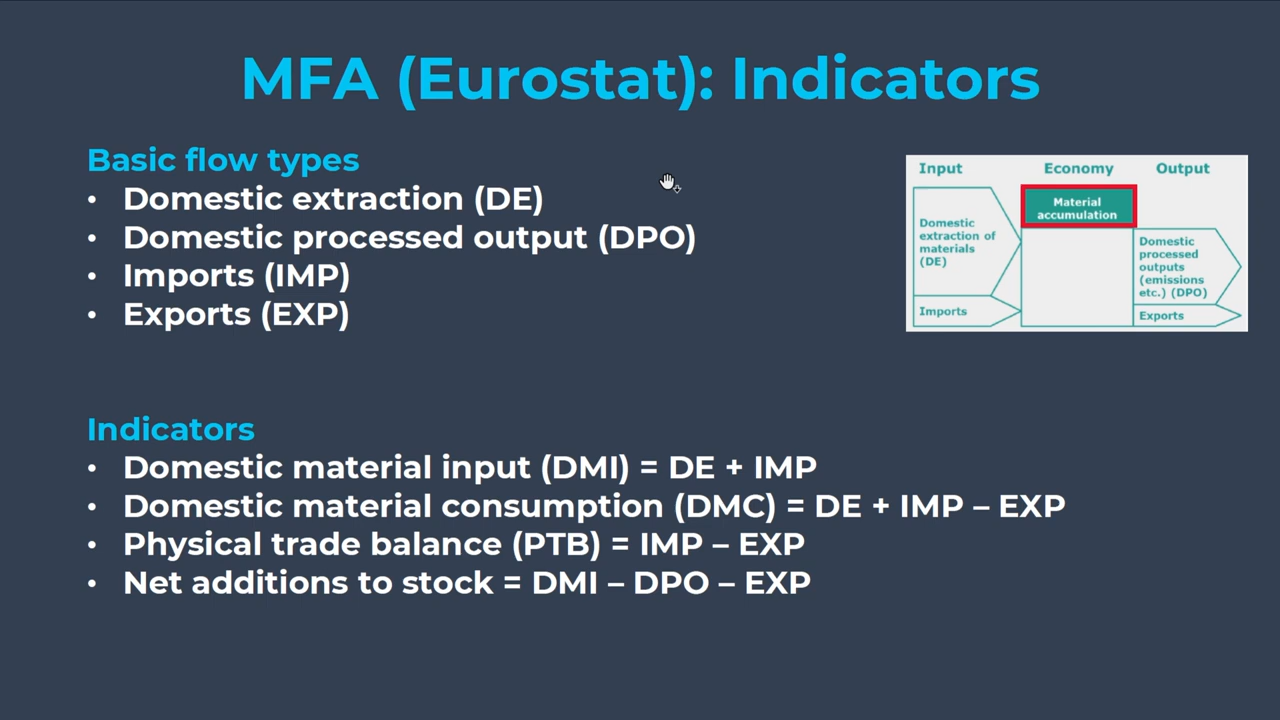 MFA (Eurostat): Indicators
Basic flow types
• Domestic extraction (DE)
• Domestic processed output (DPO)
• Imports (IMP)
• Exports (EXP)
Input Economy Output
Material
accumulation
Domestic
extraction of
materials
(DE)
Imports
Domestic
processed
outputs
(emissions
etc.) (DPO)
Exports
Indicators
• Domestic material input (DMI) = DE + IMP
• Domestic material consumption (DMC) = DE + IMP – EXP
• Physical trade balance (PTB) = IMP – EXP
• Net additions to stock = DMI – DPO – EXP